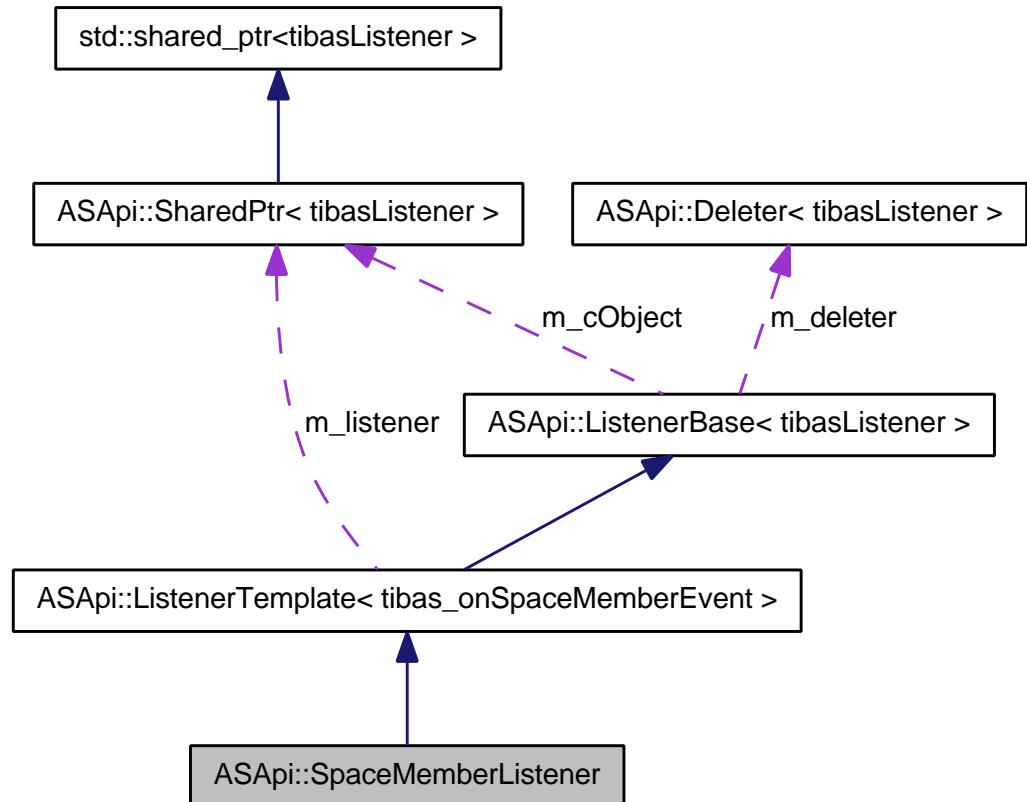 std::shared_ptr<tibasListener >
ASApi::SharedPtr< tibasListener >
ASApi::Deleter< tibasListener >
m_cObject
m_deleter
m_listener
ASApi::ListenerBase< tibasListener >
ASApi::ListenerTemplate< tibas_onSpaceMemberEvent >
ASApi::SpaceMemberListener